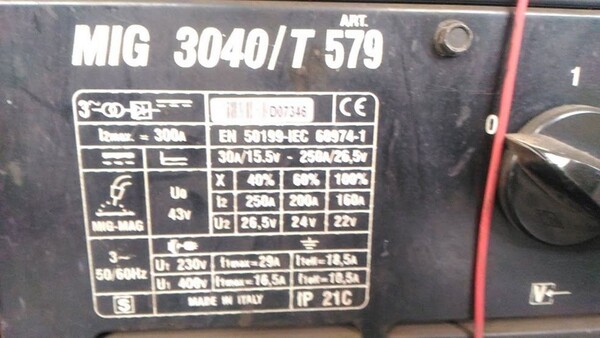 ART.
MIG 3040/T 579
3~ D07346 CE
I2max. = 300A EN 50199-IEC 60974-1
30A/15.5V - 250A/26,5V
X 40% 60% 100%
U0 43V I2 250A 200A 160A
MIG-MAG U2 26,5V 24V 22V
3~ 50/60Hz
U1 230V I1max=29A I1eff=18,5A
U1 400V I1max=16,5A I1eff=10,5A
S MADE IN ITALY IP 21C
1
0
V